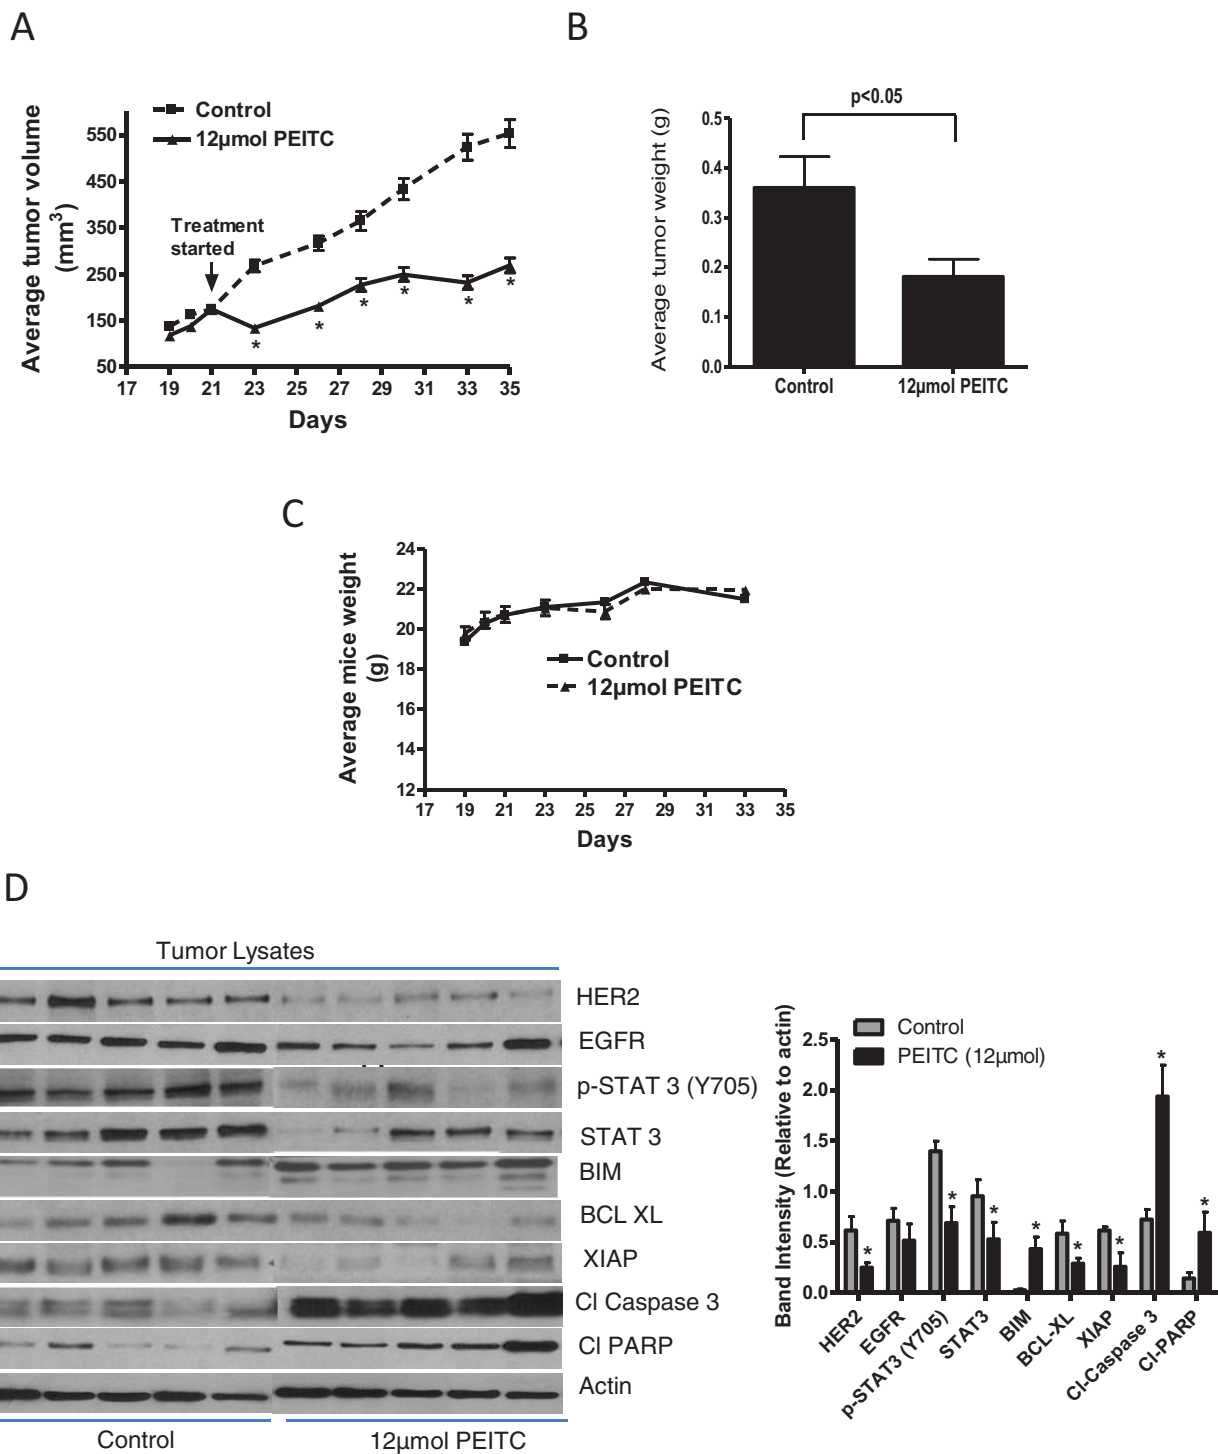 A
Average tumor volume
(mm3)
Control
12µmol PEITC
Treatment
started
550
450
350
250
150
50
* * * * * * *
17 19 21 23 25 27 29 31 33 35
Days
B
Average tumor weight (g)
p<0.05
0.5
0.4
0.3
0.2
0.1
0.0
Control 12µmol PEITC
C
Average mice weight
(g)
24
22
20
18
16
14
12
Control
12µmol PEITC
17 19 21 23 25 27 29 31 33 35
Days
D
Tumor Lysates
HER2
EGFR
p-STAT 3 (Y705)
STAT 3
BIM
BCL XL
XIAP
Cl Caspase 3
Cl PARP
Actin
Control 12µmol PEITC
Band Intensity (Relative to actin)
Control
PEITC (12µmol)
2.5
2.0
1.5
1.0
0.5
0.0
* * * * * * * *
HER2
EGFR
p-STAT3 (Y705)
STAT3
BIM
BCL-XL
XIAP
Cl-Caspase 3
Cl-PARP